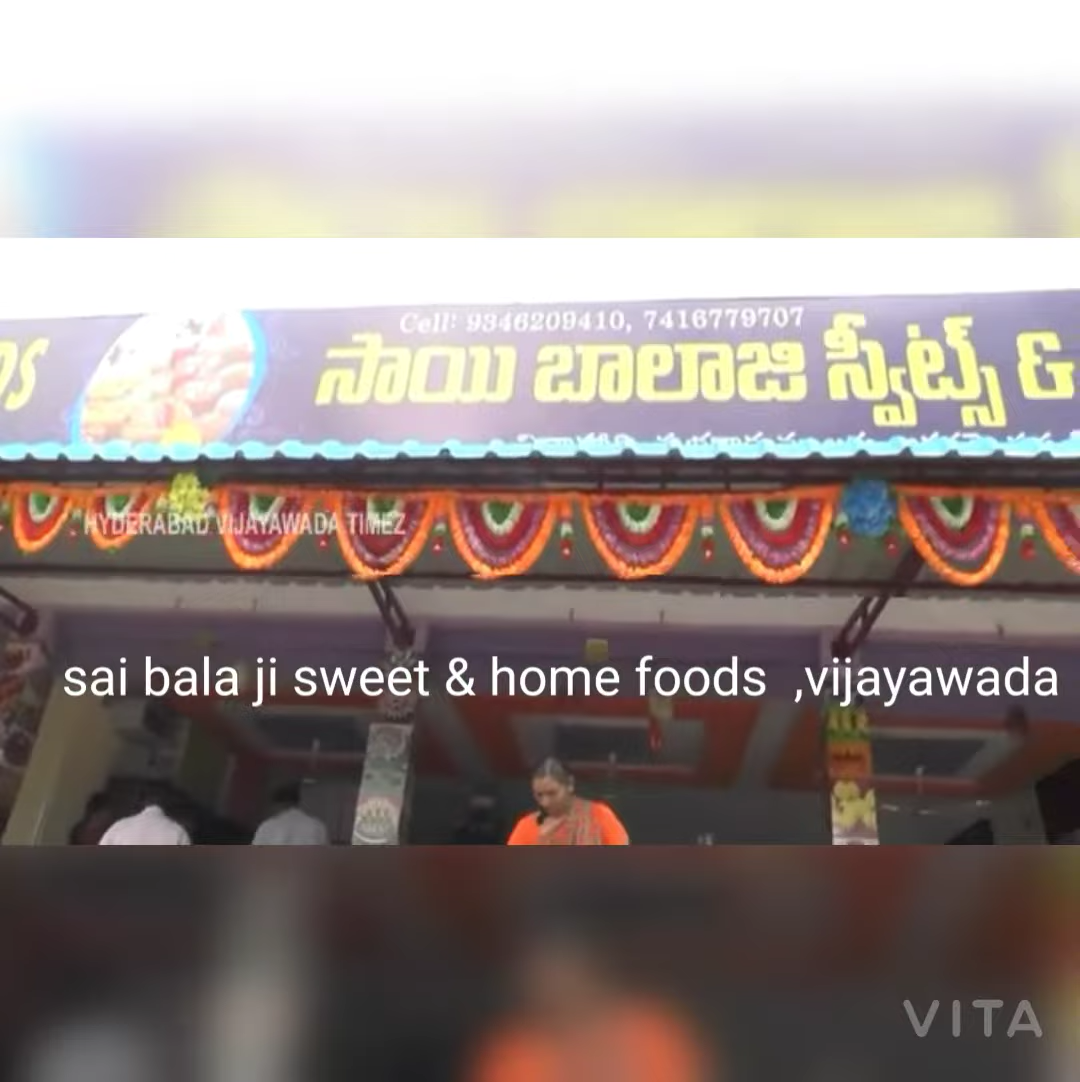 Cell: 9346209410, 7416779707
సాయి బాలాజి స్వీట్స్ &
HYDERABAD VIJAYAWADA TIMEZ
sai bala ji sweet & home foods ,vijayawada
VITA